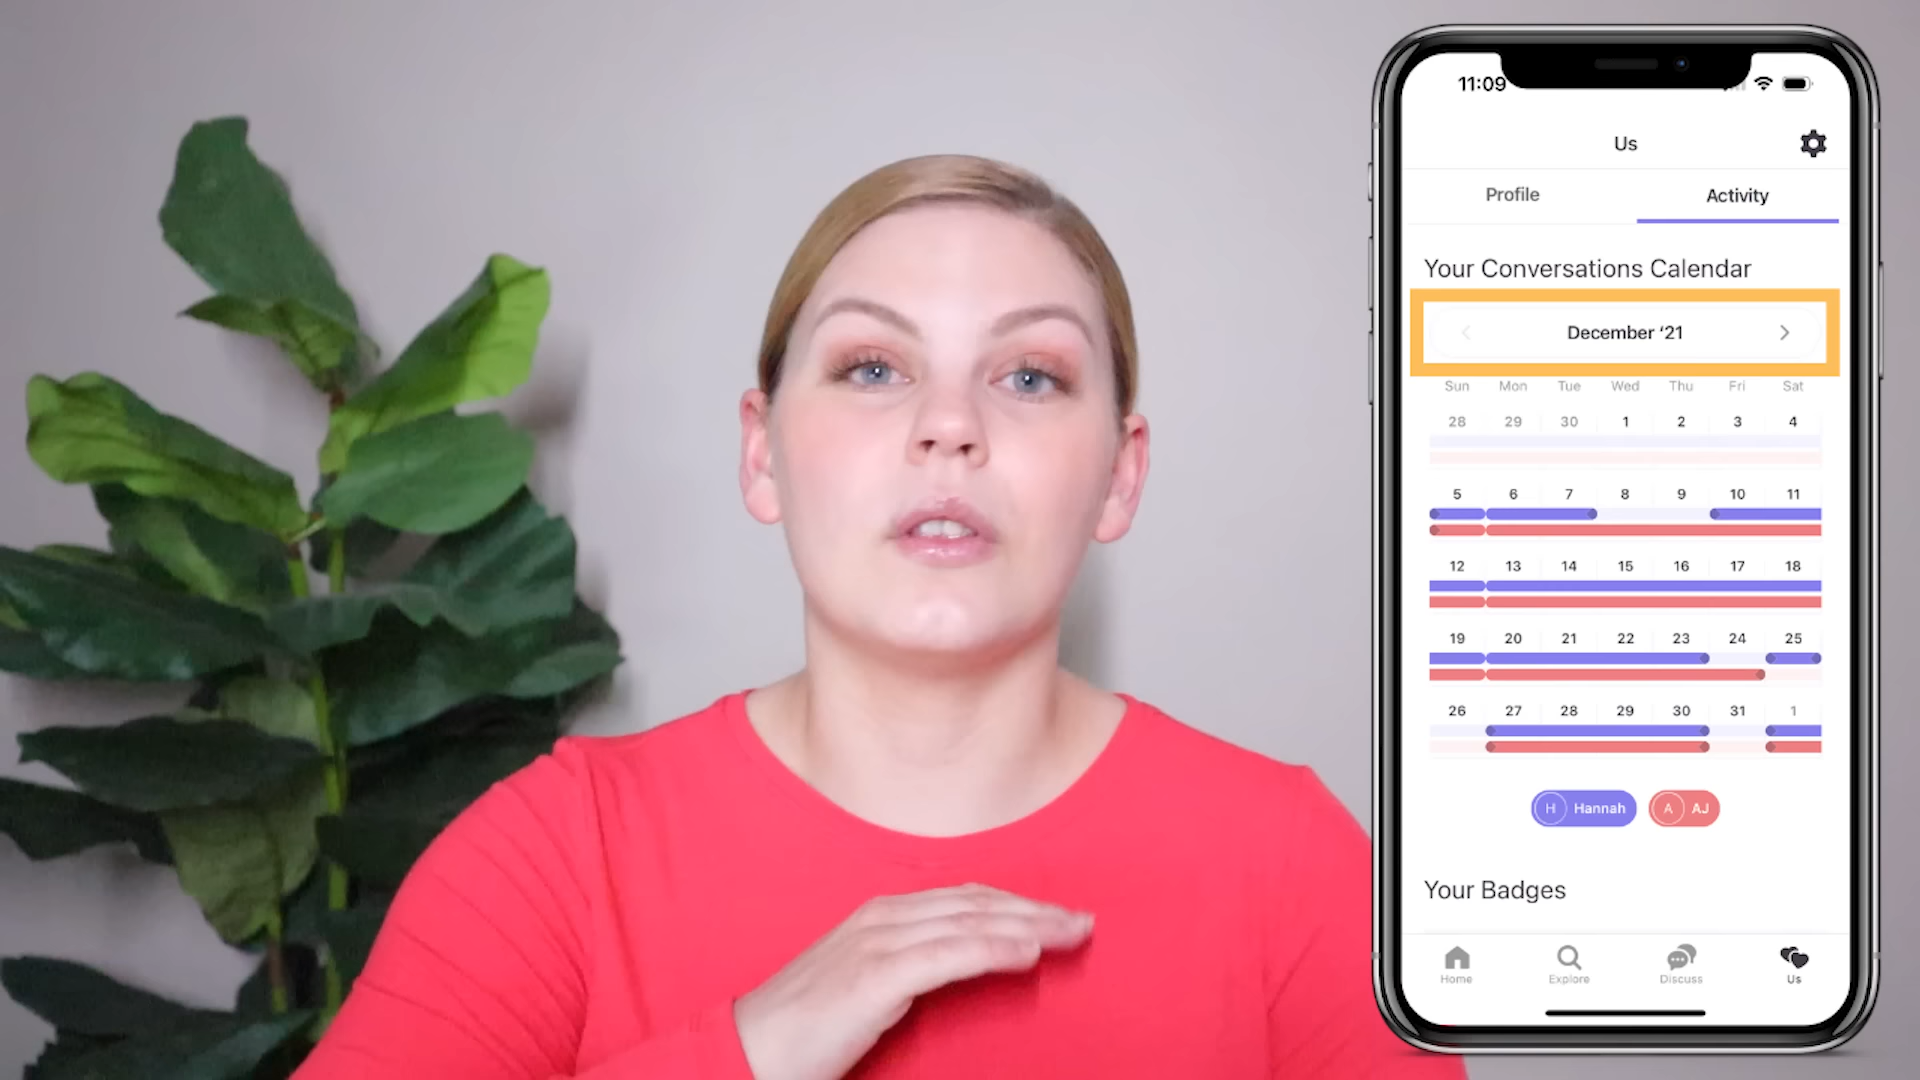 11:09
Us
Profile Activity
Your Conversations Calendar
December ‘21
Sun Mon Tue Wed Thu Fri Sat
28 29 30 1 2 3 4
5 6 7 8 9 10 11
12 13 14 15 16 17 18
19 20 21 22 23 24 25
26 27 28 29 30 31 1
H Hannah A AJ
Your Badges
Home Explore Discuss Us